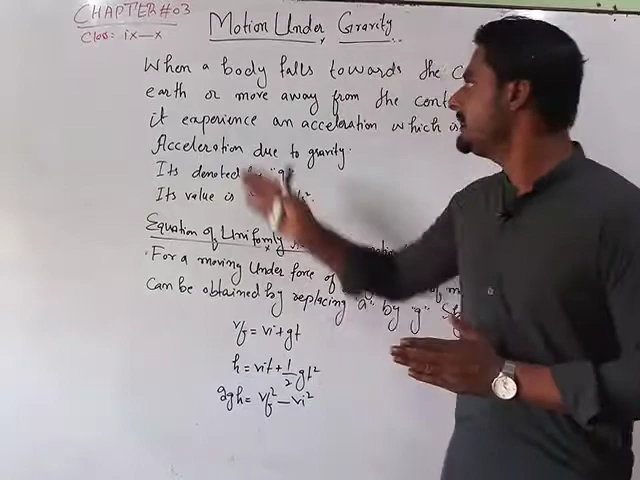 CHAPTER#03
Class: ix—x
Motion Under Gravity
When a body falls towards the
earth or move away from the
it experience an acceleration which is
Acceleration due to gravity.
Its denoted by "g"
Its value is
Equation of Uniformly
For a moving Under force of
can be obtained by replacing "a" by "g"
vf = vi + gt
h = vit + 1/2 gt²
2gh = vf² — vi²